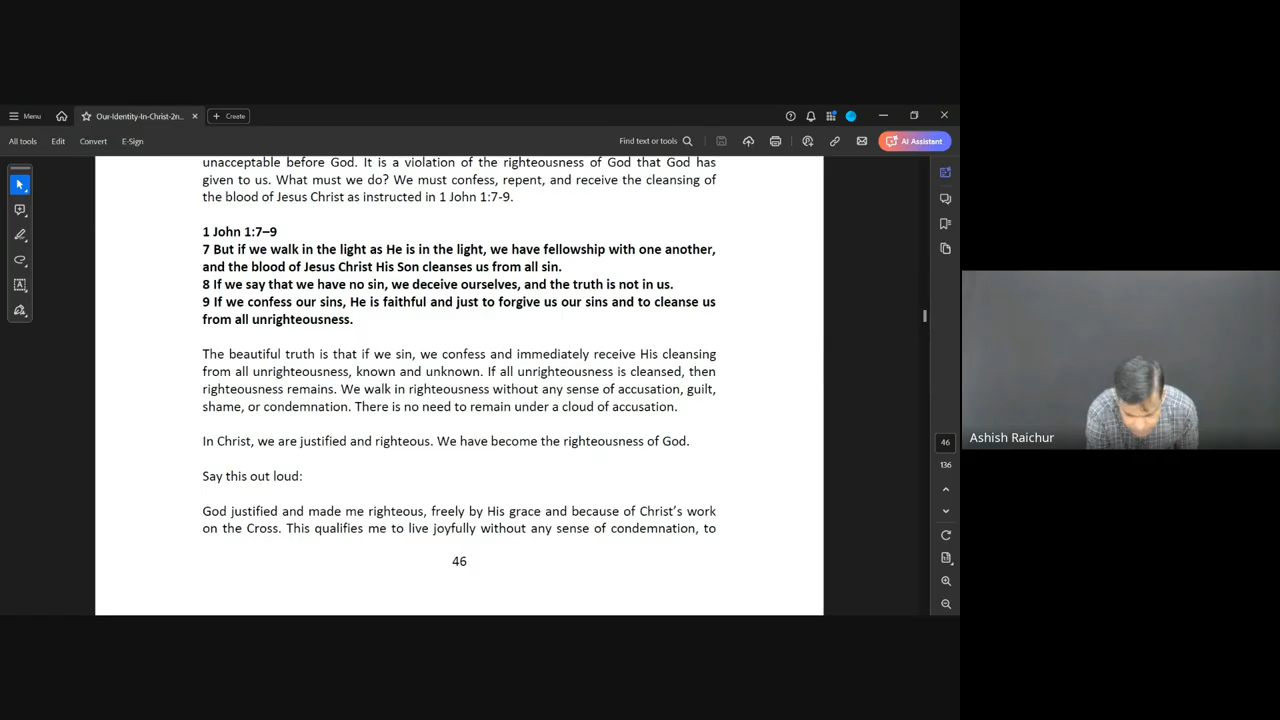 Menu
Our-Identity-In-Christ-2n...
Create
All tools
Edit
Convert
E-Sign
Find text or tools
AI Assistant
unacceptable before God. It is a violation of the righteousness of God that God has
given to us. What must we do? We must confess, repent, and receive the cleansing of
the blood of Jesus Christ as instructed in 1 John 1:7-9.
1 John 1:7–9
7 But if we walk in the light as He is in the light, we have fellowship with one another,
and the blood of Jesus Christ His Son cleanses us from all sin.
8 If we say that we have no sin, we deceive ourselves, and the truth is not in us.
9 If we confess our sins, He is faithful and just to forgive us our sins and to cleanse us
from all unrighteousness.
The beautiful truth is that if we sin, we confess and immediately receive His cleansing
from all unrighteousness, known and unknown. If all unrighteousness is cleansed, then
righteousness remains. We walk in righteousness without any sense of accusation, guilt,
shame, or condemnation. There is no need to remain under a cloud of accusation.
In Christ, we are justified and righteous. We have become the righteousness of God.
Say this out loud:
God justified and made me righteous, freely by His grace and because of Christ’s work
on the Cross. This qualifies me to live joyfully without any sense of condemnation, to
46
46
136
Ashish Raichur